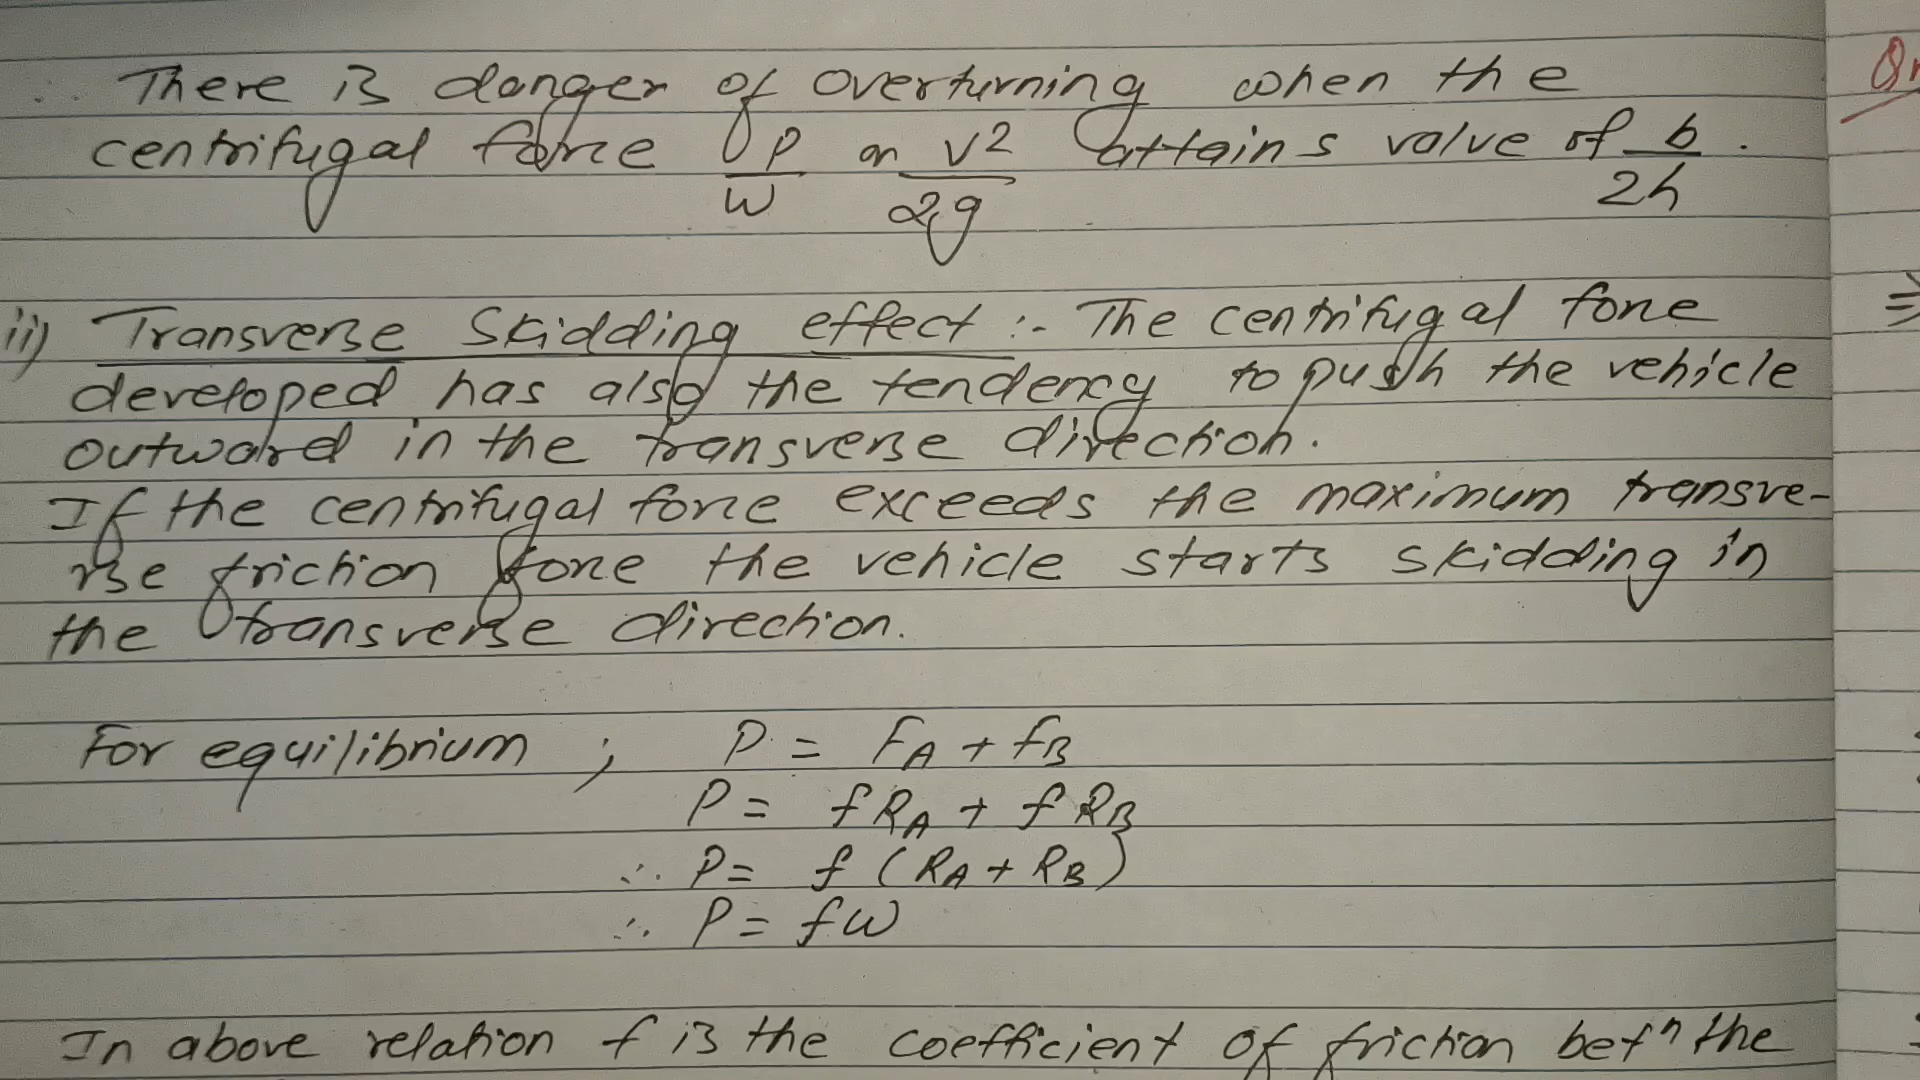 There is danger of overturning when the
centrifugal force P/W or v²/2g attains value of b/2h.
ii) Transverse Skidding effect :- The centrifugal force
developed has also the tendency to push the vehicle
outward in the transverse direction.
If the centrifugal force exceeds the maximum transve-
rse friction force the vehicle starts skidding in
the transverse direction.
For equilibrium ; P = FA + fB
P = fRA + fRB
∴ P = f (RA + RB)
∴ P = fW
In above relation f is the coefficient of friction betⁿ the